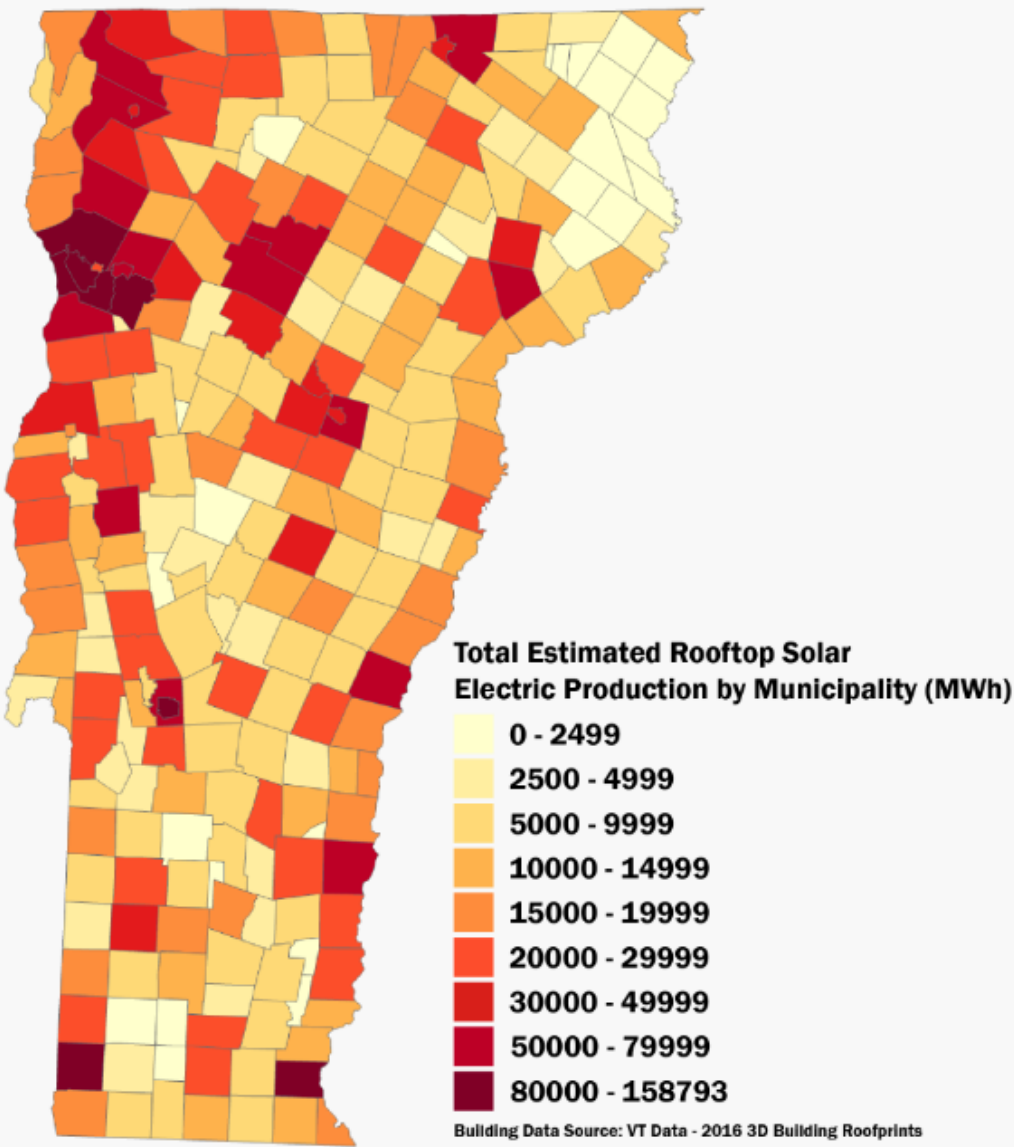 Total Estimated Rooftop Solar
Electric Production by Municipality (MWh)
0 - 2499
2500 - 4999
5000 - 9999
10000 - 14999
15000 - 19999
20000 - 29999
30000 - 49999
50000 - 79999
80000 - 158793
Building Data Source: VT Data - 2016 3D Building Roofprints